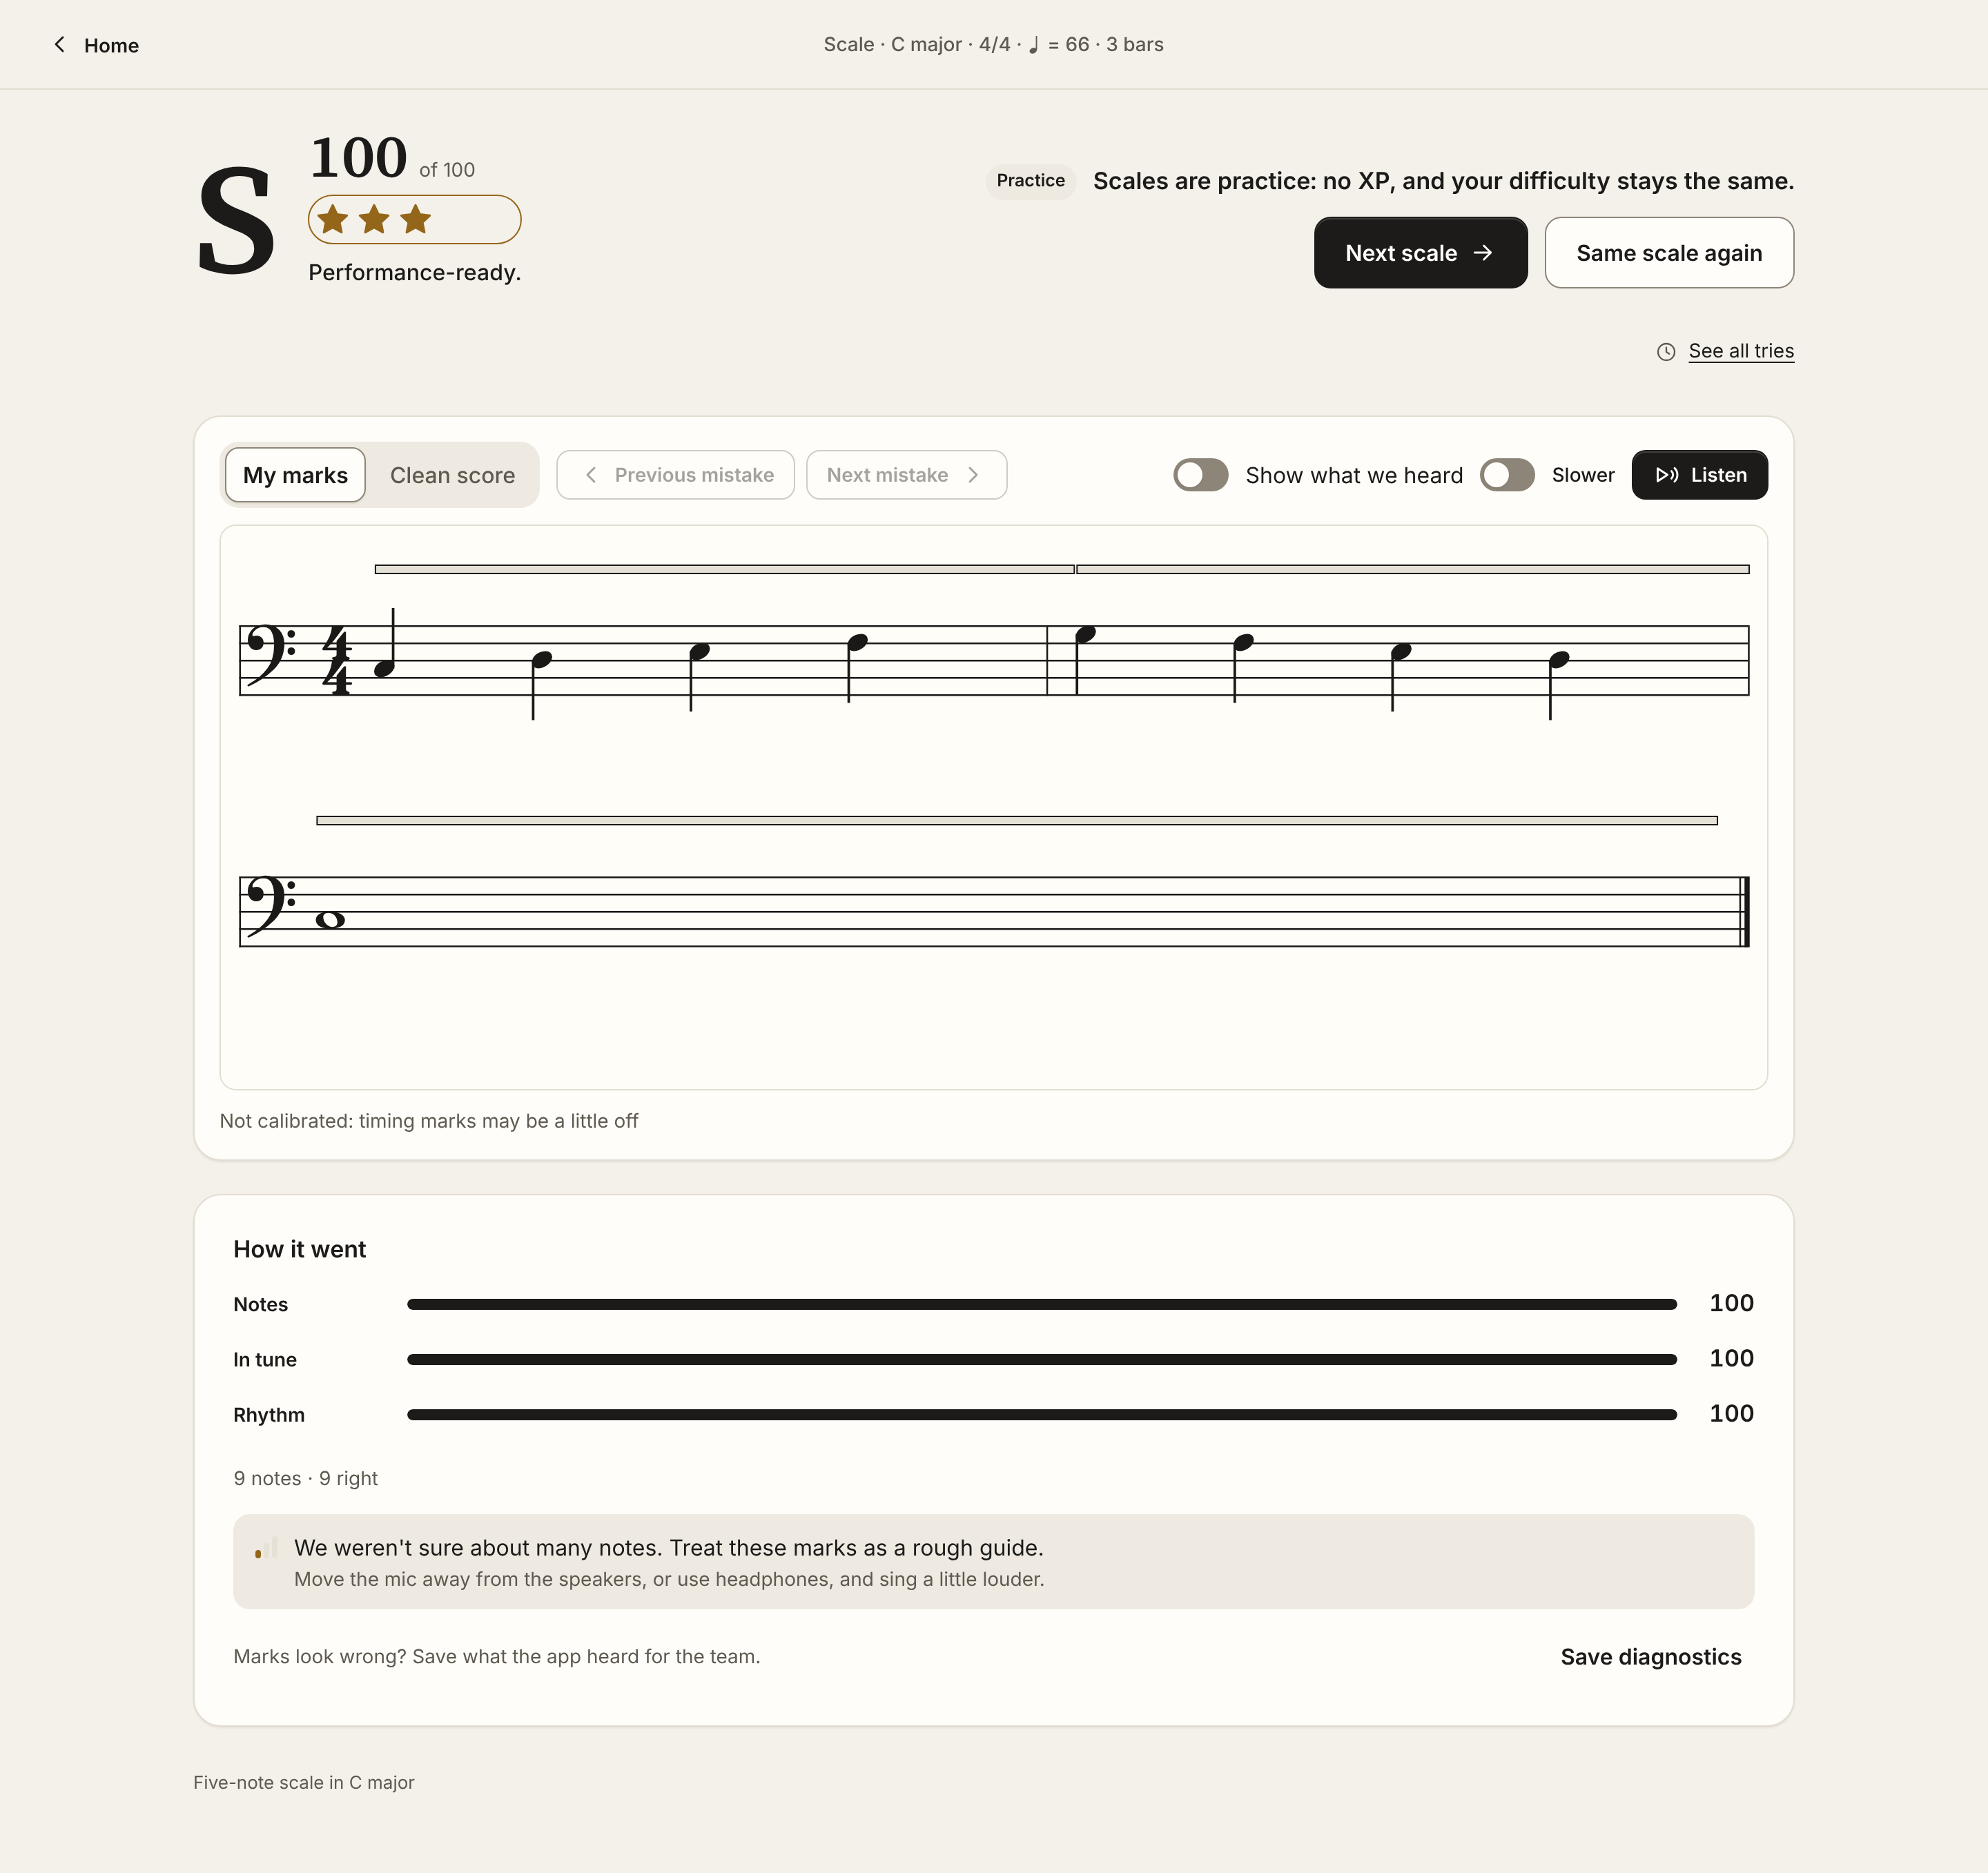 Home
Scale · C major · 4/4 · ♩ = 66 · 3 bars
S
100 of 100
Performance-ready.
Practice Scales are practice: no XP, and your difficulty stays the same.
Next scale Same scale again
See all tries
My marks Clean score Previous mistake Next mistake Show what we heard Slower Listen
4
4
Not calibrated: timing marks may be a little off
How it went
Notes 100
In tune 100
Rhythm 100
9 notes · 9 right
We weren't sure about many notes. Treat these marks as a rough guide.
Move the mic away from the speakers, or use headphones, and sing a little louder.
Marks look wrong? Save what the app heard for the team. Save diagnostics
Five-note scale in C major